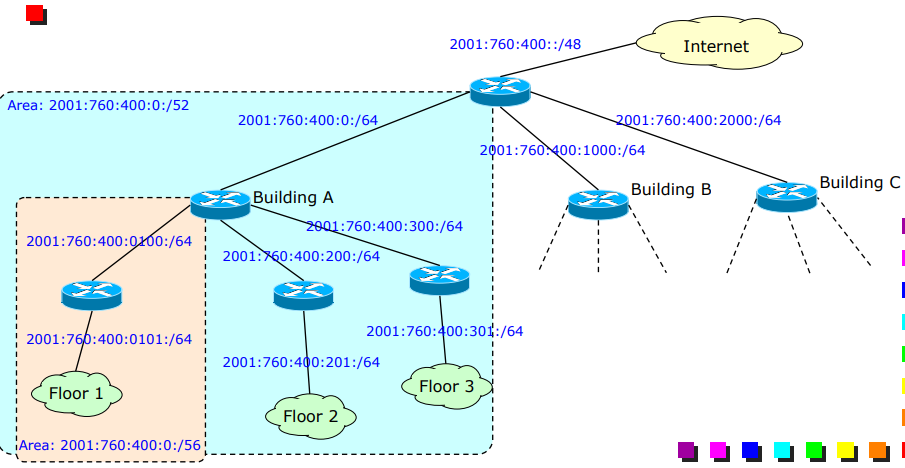 2001:760:400::/48
Internet
Area: 2001:760:400:0:/52
2001:760:400:0:/64
2001:760:400:2000:/64
2001:760:400:1000:/64
Building A
Building B
Building C
2001:760:400:0100:/64
2001:760:400:200:/64
2001:760:400:300:/64
2001:760:400:0101:/64
2001:760:400:201:/64
2001:760:400:301:/64
Floor 1
Floor 2
Floor 3
Area: 2001:760:400:0:/56